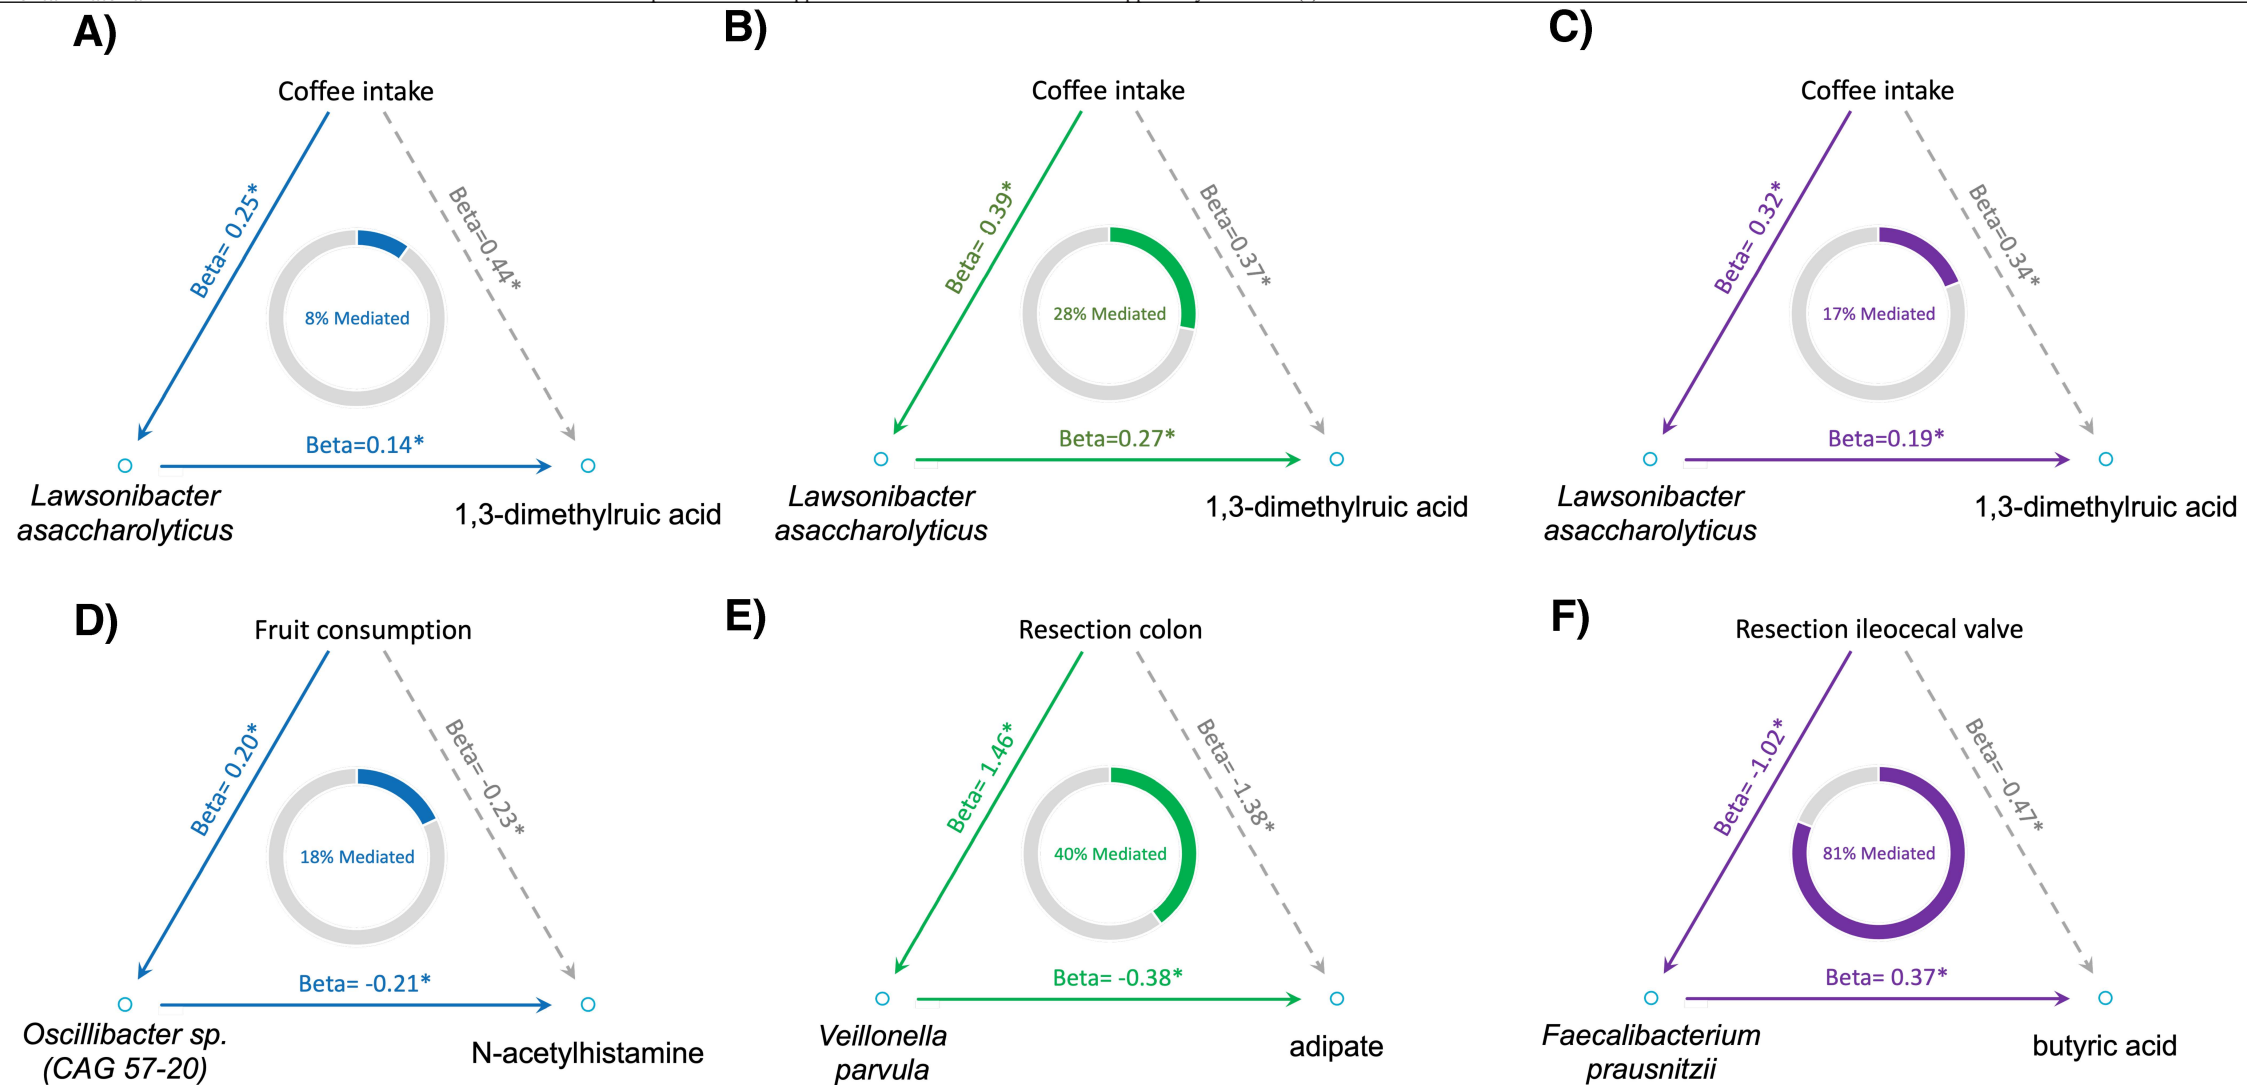 A)
Coffee intake
Beta= 0.25*
Beta=0.44*
8% Mediated
Beta=0.14*
Lawsonibacter
asaccharolyticus
1,3-dimethylruic acid
B)
Coffee intake
Beta= 0.39*
Beta=0.37*
28% Mediated
Beta=0.27*
Lawsonibacter
asaccharolyticus
1,3-dimethylruic acid
C)
Coffee intake
Beta= 0.32*
Beta=0.34*
17% Mediated
Beta=0.19*
Lawsonibacter
asaccharolyticus
1,3-dimethylruic acid
D)
Fruit consumption
Beta= 0.20*
Beta= -0.23*
18% Mediated
Beta= -0.21*
Oscillibacter sp.
(CAG 57-20)
N-acetylhistamine
E)
Resection colon
Beta= 1.46*
Beta= -1.38*
40% Mediated
Beta= -0.38*
Veillonella
parvula
adipate
F)
Resection ileocecal valve
Beta= -1.02*
Beta= -0.47*
81% Mediated
Beta= 0.37*
Faecalibacterium
prausnitzii
butyric acid